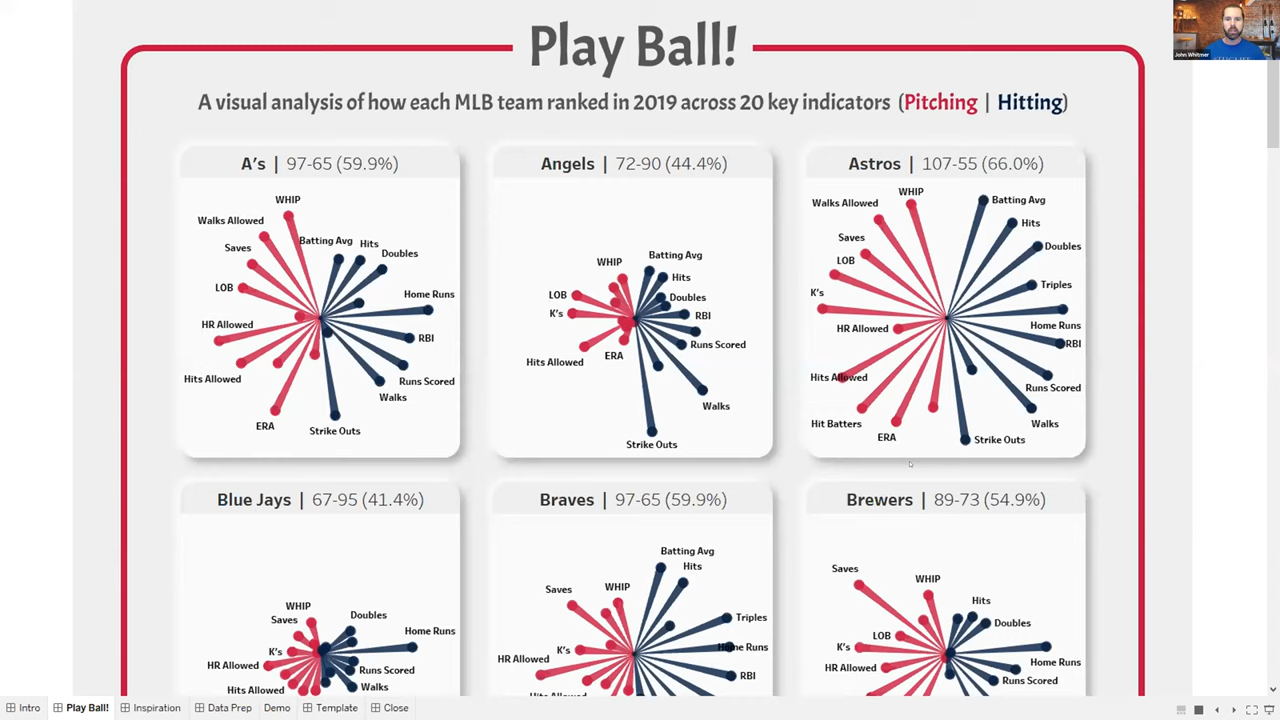 Play Ball!
John Whitmer
A visual analysis of how each MLB team ranked in 2019 across 20 key indicators (Pitching | Hitting)
A's | 97-65 (59.9%)
WHIP
Walks Allowed
Batting Avg
Hits
Saves
Doubles
LOB
Home Runs
HR Allowed
RBI
Hits Allowed
Runs Scored
Walks
ERA
Strike Outs
Angels | 72-90 (44.4%)
Batting Avg
WHIP
Hits
LOB
Doubles
K's
RBI
Runs Scored
ERA
Hits Allowed
Walks
Strike Outs
Astros | 107-55 (66.0%)
WHIP
Walks Allowed
Batting Avg
Hits
Saves
Doubles
LOB
Triples
K's
Home Runs
HR Allowed
RBI
Hits Allowed
Runs Scored
Hit Batters
Walks
ERA
Strike Outs
Blue Jays | 67-95 (41.4%)
WHIP
Doubles
Saves
Home Runs
K's
HR Allowed
Runs Scored
Walks
Hits Allowed
Braves | 97-65 (59.9%)
Batting Avg
Hits
WHIP
Saves
Triples
Home Runs
K's
HR Allowed
RBI
Hits Allowed
Brewers | 89-73 (54.9%)
Saves
WHIP
Hits
Doubles
LOB
K's
Home Runs
HR Allowed
Runs Scored
Intro
Play Ball!
Inspiration
Data Prep
Demo
Template
Close